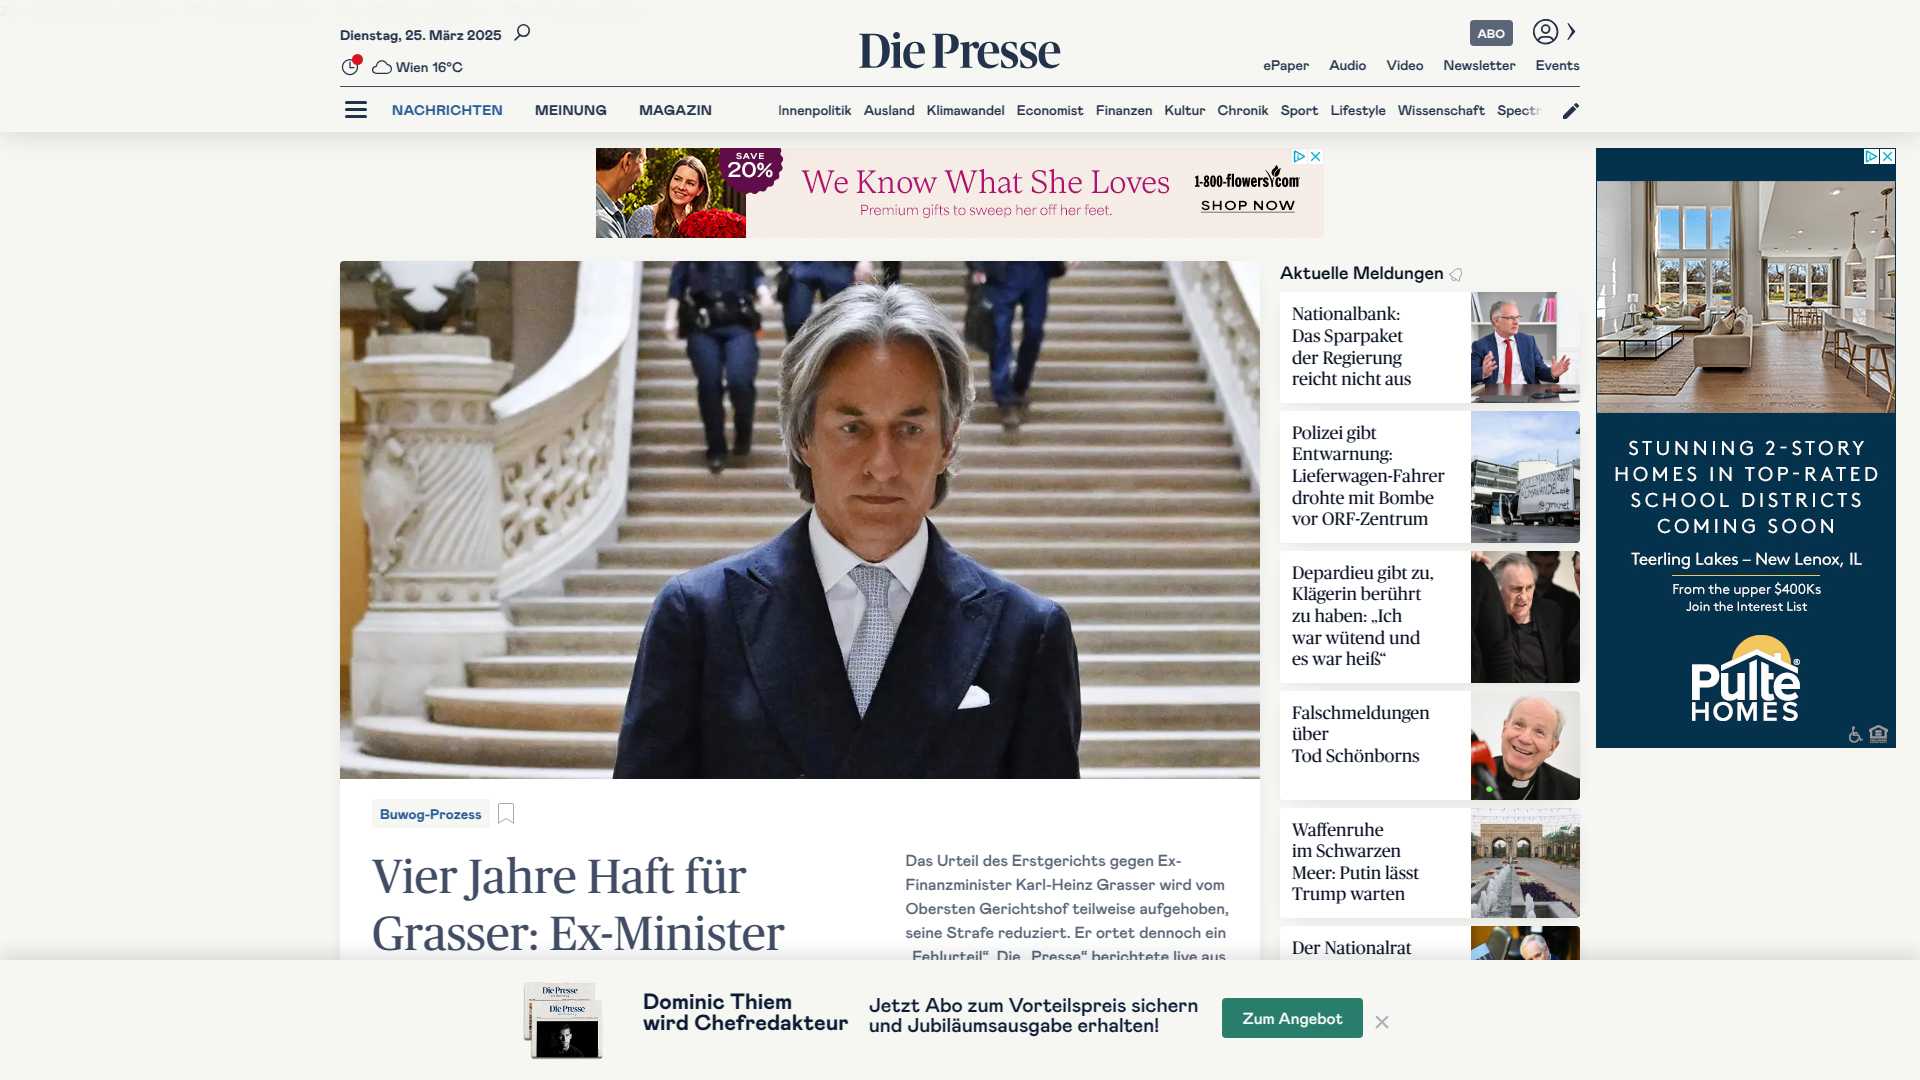 Dienstag, 25. März 2025
Wien 16°C
Die Presse
ABO
ePaper Audio Video Newsletter Events
NACHRICHTEN MEINUNG MAGAZIN
Innenpolitik Ausland Klimawandel Economist Finanzen Kultur Chronik Sport Lifestyle Wissenschaft Spectr
SAVE
20%
We Know What She Loves
Premium gifts to sweep her off her feet.
1-800-flowers.com
SHOP NOW
Aktuelle Meldungen
Nationalbank:
Das Sparpaket
der Regierung
reicht nicht aus
Polizei gibt
Entwarnung:
Lieferwagen-Fahrer
drohte mit Bombe
vor ORF-Zentrum
Depardieu gibt zu,
Klägerin berührt
zu haben: „Ich
war wütend und
es war heiß“
Falschmeldungen
über
Tod Schönborns
Waffenruhe
im Schwarzen
Meer: Putin lässt
Trump warten
Der Nationalrat
STUNNING 2-STORY
HOMES IN TOP-RATED
SCHOOL DISTRICTS
COMING SOON
Teerling Lakes – New Lenox, IL
From the upper $400Ks
Join the Interest List
Pulte®
HOMES
Buwog-Prozess
Vier Jahre Haft für
Grasser: Ex-Minister
Das Urteil des Erstgerichts gegen Ex-
Finanzminister Karl-Heinz Grasser wird vom
Obersten Gerichtshof teilweise aufgehoben,
seine Strafe reduziert. Er ortet dennoch ein
„Fehlurteil“. Die „Presse“ berichtete live aus
Die Presse
Die Presse
Dominic Thiem
wird Chefredakteur
Jetzt Abo zum Vorteilspreis sichern
und Jubiläumsausgabe erhalten!
Zum Angebot